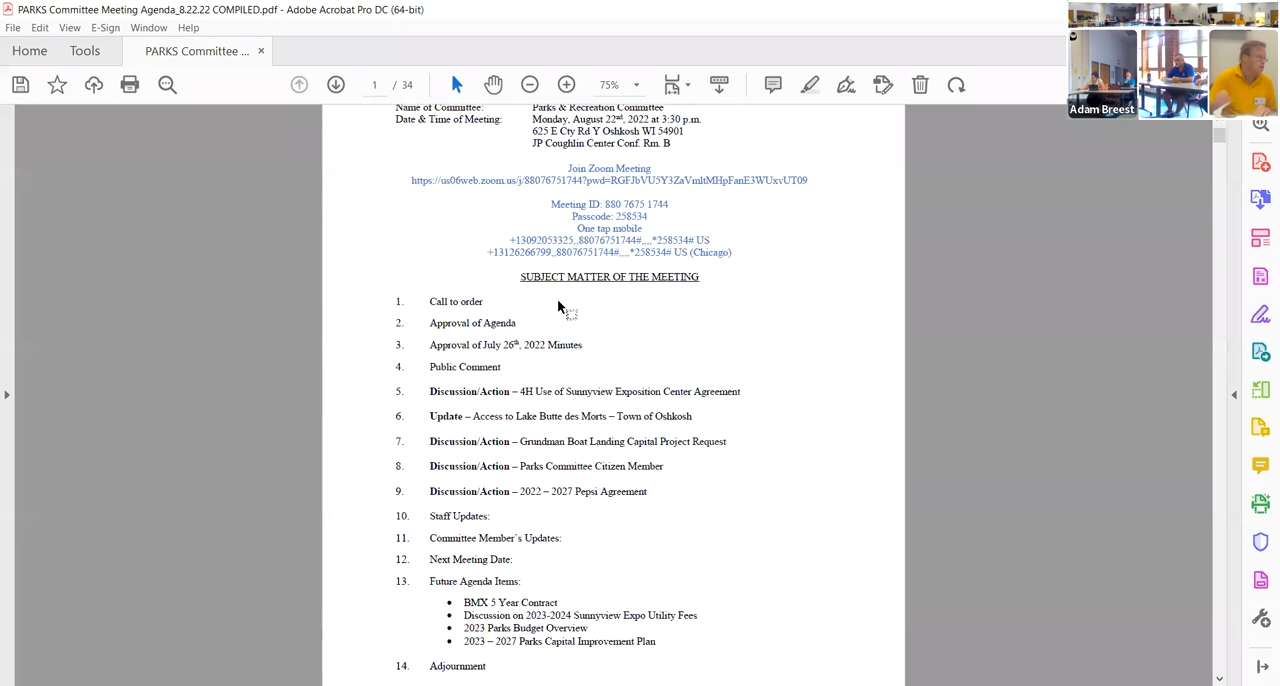 PARKS Committee Meeting Agenda_8.22.22 COMPILED.pdf - Adobe Acrobat Pro DC (64-bit)
File Edit View E-Sign Window Help
Home Tools PARKS Committee ... ×
1 / 34 75%
Adam Breest
Name of Committee: Parks & Recreation Committee
Date & Time of Meeting: Monday, August 22nd, 2022 at 3:30 p.m.
625 E Cty Rd Y Oshkosh WI 54901
JP Coughlin Center Conf. Rm. B
Join Zoom Meeting
https://us06web.zoom.us/j/88076751744?pwd=RGFJbVU5Y3ZaVmltMHpFanE3WUxvUT09
Meeting ID: 880 7675 1744
Passcode: 258534
One tap mobile
+13092053325,,88076751744#,,,,*258534# US
+13126266799,,88076751744#,,,,*258534# US (Chicago)
SUBJECT MATTER OF THE MEETING
1. Call to order
2. Approval of Agenda
3. Approval of July 26th, 2022 Minutes
4. Public Comment
5. Discussion/Action – 4H Use of Sunnyview Exposition Center Agreement
6. Update – Access to Lake Butte des Morts – Town of Oshkosh
7. Discussion/Action – Grundman Boat Landing Capital Project Request
8. Discussion/Action – Parks Committee Citizen Member
9. Discussion/Action – 2022 – 2027 Pepsi Agreement
10. Staff Updates:
11. Committee Member's Updates:
12. Next Meeting Date:
13. Future Agenda Items:
• BMX 5 Year Contract
• Discussion on 2023-2024 Sunnyview Expo Utility Fees
• 2023 Parks Budget Overview
• 2023 – 2027 Parks Capital Improvement Plan
14. Adjournment